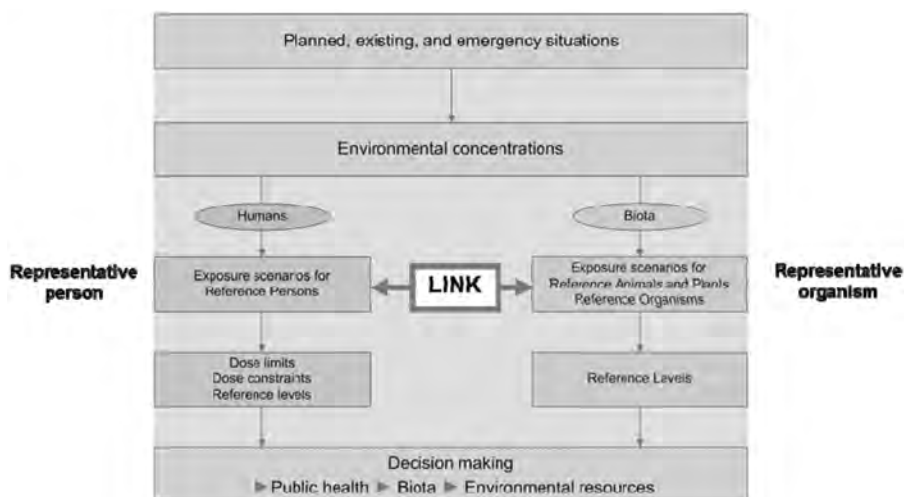 Planned, existing, and emergency situations
Environmental concentrations
Humans
Biota
Representative
person
Exposure scenarios for
Reference Persons
LINK
Exposure scenarios for
Reference Animals and Plants
Reference Organisms
Representative
organism
Dose limits
Dose constraints
Reference levels
Reference Levels
Decision making
Public health
Biota
Environmental resources